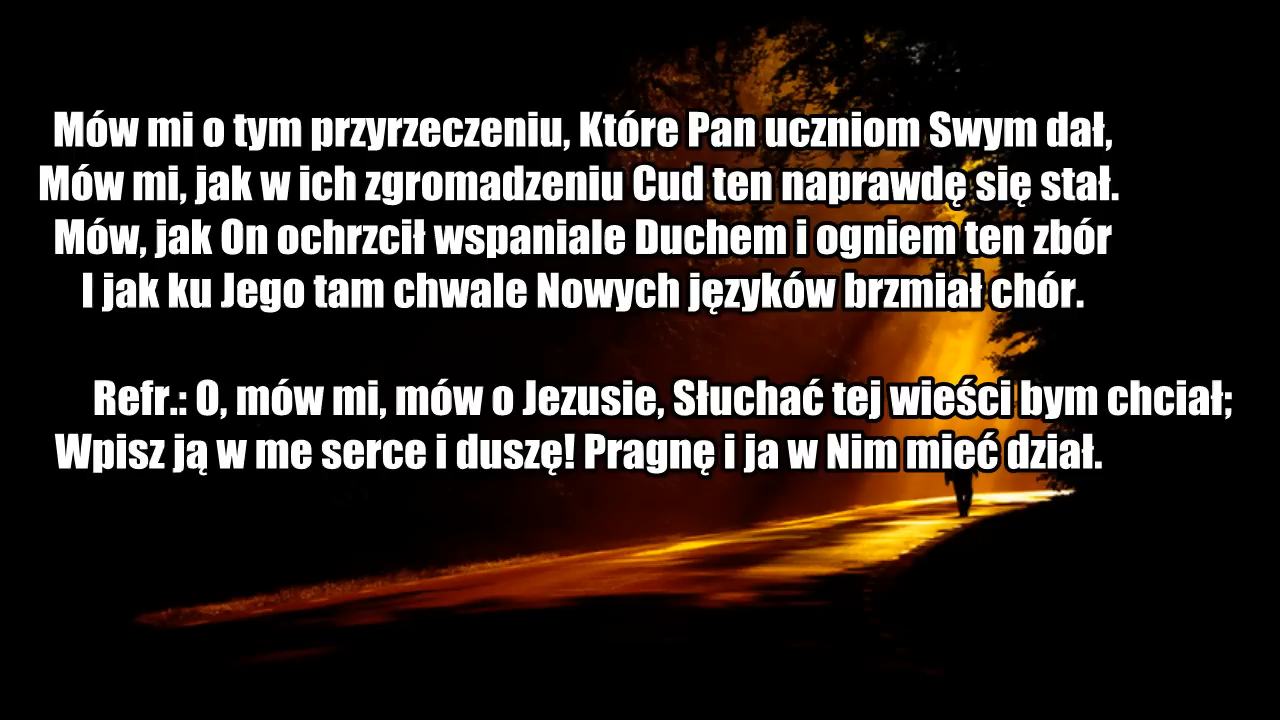 Mów mi o tym przyrzeczeniu, Które Pan uczniom Swym dał,
Mów mi, jak w ich zgromadzeniu Cud ten naprawdę się stał.
Mów, jak On ochrzcił wspaniale Duchem i ogniem ten zbór
I jak ku Jego tam chwale Nowych języków brzmiał chór.
Refr.: O, mów mi, mów o Jezusie, Słuchać tej wieści bym chciał;
Wpisz ją w me serce i duszę! Pragnę i ja w Nim mieć dział.